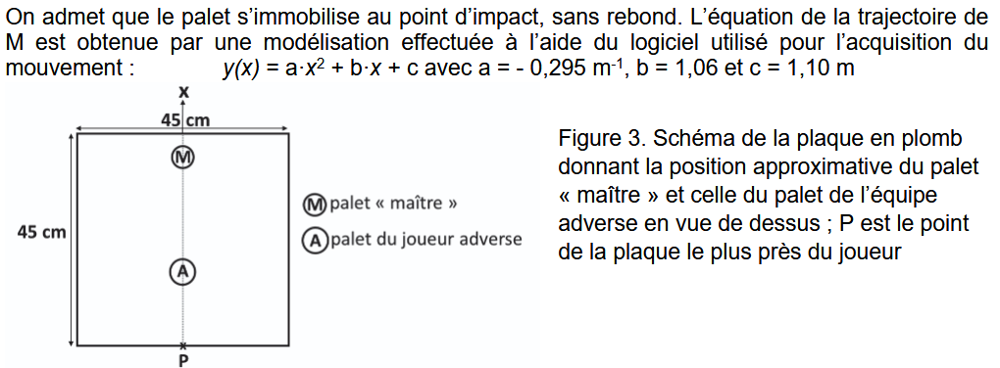 On admet que le palet s’immobilise au point d’impact, sans rebond. L’équation de la trajectoire de
M est obtenue par une modélisation effectuée à l’aide du logiciel utilisé pour l’acquisition du
mouvement : y(x) = a·x² + b·x + c avec a = - 0,295 m⁻¹, b = 1,06 et c = 1,10 m
X
45 cm
M
45 cm
A
P
M palet « maître »
A palet du joueur adverse
Figure 3. Schéma de la plaque en plomb
donnant la position approximative du palet
« maître » et celle du palet de l’équipe
adverse en vue de dessus ; P est le point
de la plaque le plus près du joueur